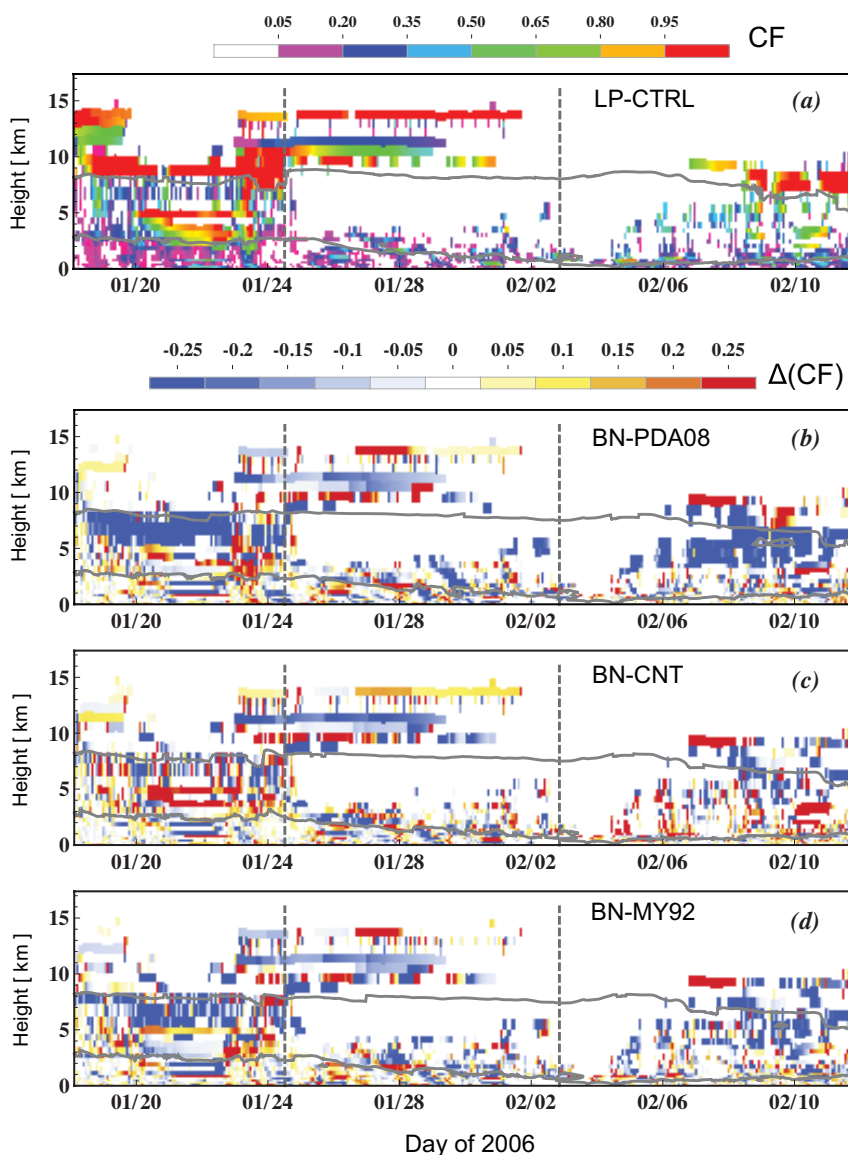 0.05 0.20 0.35 0.50 0.65 0.80 0.95 CF
LP-CTRL (a)
Height [ km ]
15
10
5
0
01/20 01/24 01/28 02/02 02/06 02/10
-0.25 -0.2 -0.15 -0.1 -0.05 0 0.05 0.1 0.15 0.2 0.25 Δ(CF)
BN-PDA08 (b)
Height [ km ]
15
10
5
0
01/20 01/24 01/28 02/02 02/06 02/10
BN-CNT (c)
Height [ km ]
15
10
5
0
01/20 01/24 01/28 02/02 02/06 02/10
BN-MY92 (d)
Height [ km ]
15
10
5
0
01/20 01/24 01/28 02/02 02/06 02/10
Day of 2006